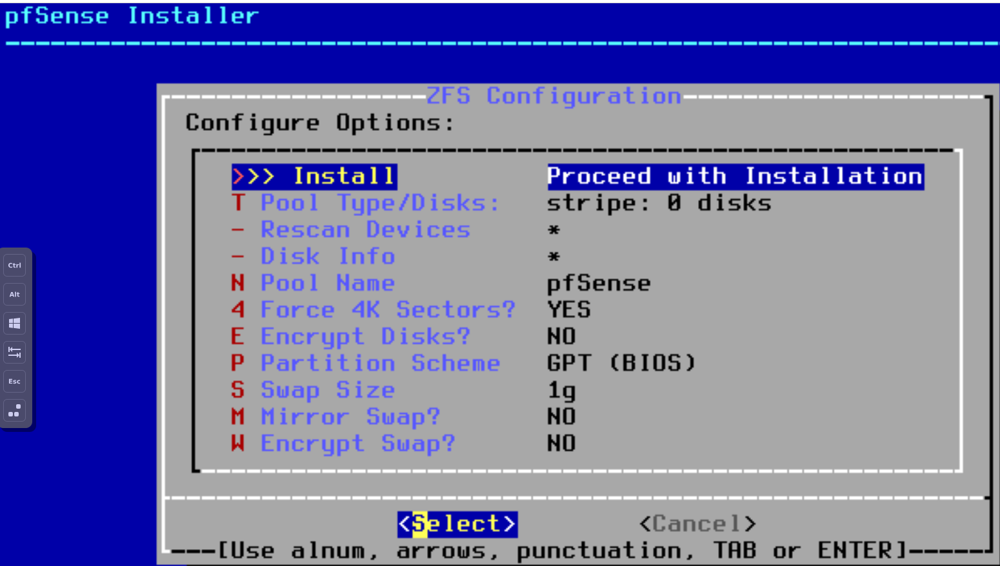 pfSense Installer
ZFS Configuration
Configure Options:
>>> Install Proceed with Installation
T Pool Type/Disks: stripe: 0 disks
- Rescan Devices *
- Disk Info *
N Pool Name pfSense
4 Force 4K Sectors? YES
E Encrypt Disks? NO
P Partition Scheme GPT (BIOS)
S Swap Size 1g
M Mirror Swap? NO
W Encrypt Swap? NO
<Select> <Cancel>
[Use alnum, arrows, punctuation, TAB or ENTER]
Ctrl
Alt
Esc